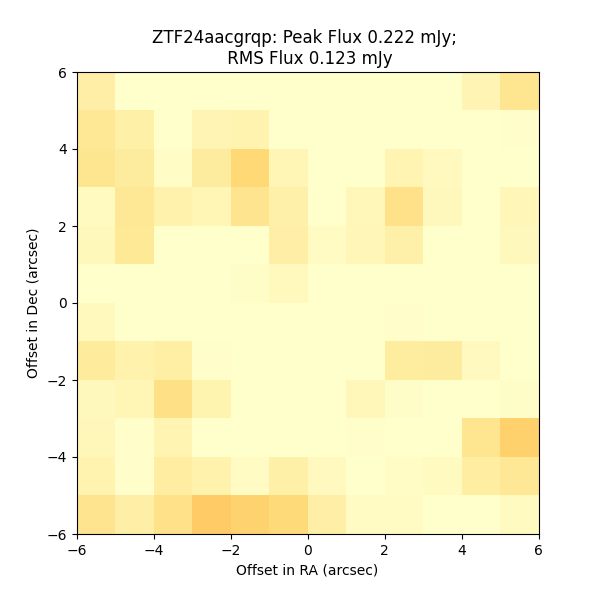 ZTF24aacgrqp: Peak Flux 0.222 mJy;
RMS Flux 0.123 mJy
6
4
2
0
−2
−4
−6
Offset in Dec (arcsec)
−6 −4 −2 0 2 4 6
Offset in RA (arcsec)